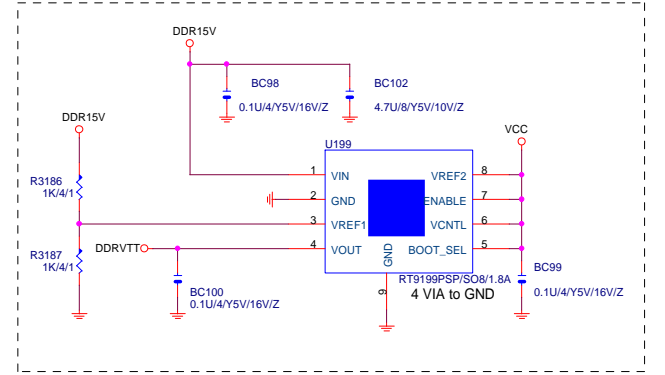 DDR15V
BC98
0.1U/4/Y5V/16V/Z
BC102
4.7U/8/Y5V/10V/Z
DDR15V
VCC
U199
R3186
1K/4/1
1 VIN
VREF2 8
2 GND
ENABLE 7
3 VREF1
VCNTL 6
R3187
1K/4/1
DDRVTT
4 VOUT
BOOT_SEL 5
GND
9
BC100
0.1U/4/Y5V/16V/Z
RT9199PSP/SO8/1.8A
4 VIA to GND
BC99
0.1U/4/Y5V/16V/Z